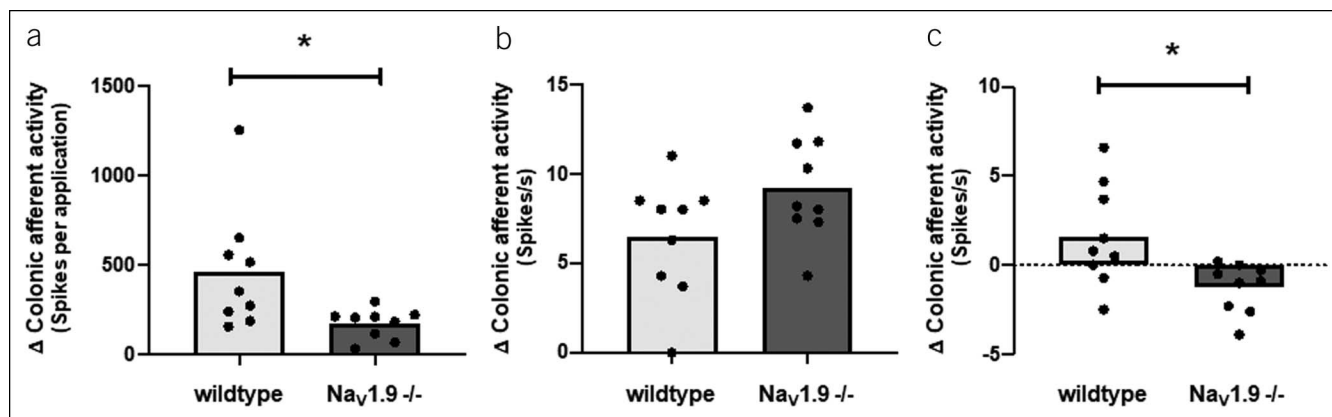 a
*
Δ Colonic afferent activity
(Spikes per application)
1500
1000
500
0
wildtype
Naᵥ1.9 -/-
b
Δ Colonic afferent activity
(Spikes/s)
15
10
5
0
wildtype
Naᵥ1.9 -/-
c
*
Δ Colonic afferent activity
(Spikes/s)
10
5
0
-5
wildtype
Naᵥ1.9 -/-